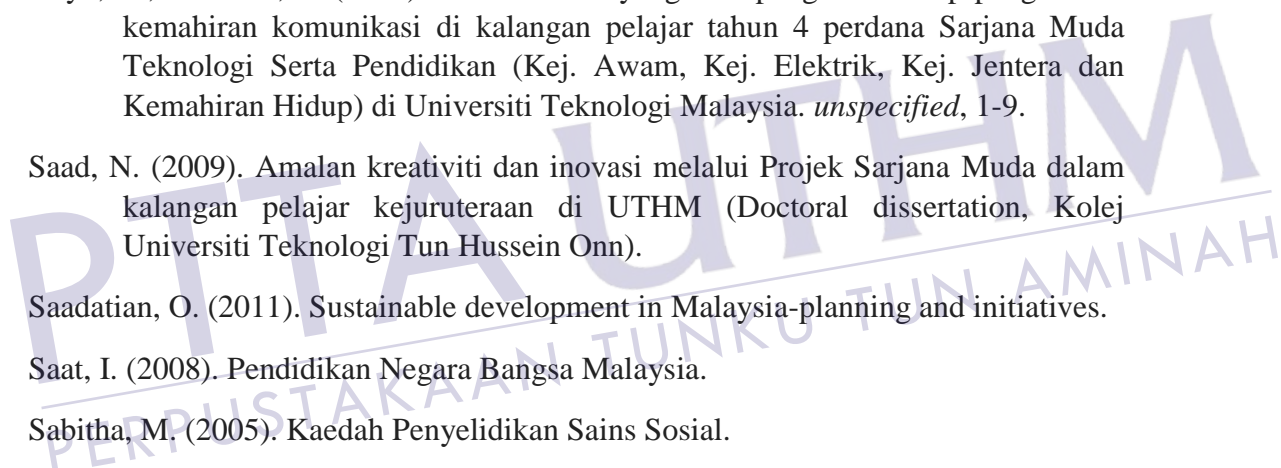 kemahiran komunikasi di kalangan pelajar tahun 4 perdana Sarjana Muda
Teknologi Serta Pendidikan (Kej. Awam, Kej. Elektrik, Kej. Jentera dan
Kemahiran Hidup) di Universiti Teknologi Malaysia. unspecified, 1-9.
Saad, N. (2009). Amalan kreativiti dan inovasi melalui Projek Sarjana Muda dalam
kalangan pelajar kejuruteraan di UTHM (Doctoral dissertation, Kolej
Universiti Teknologi Tun Hussein Onn).
Saadatian, O. (2011). Sustainable development in Malaysia-planning and initiatives.
Saat, I. (2008). Pendidikan Negara Bangsa Malaysia.
Sabitha, M. (2005). Kaedah Penyelidikan Sains Sosial.
PTTA UTHM
PERPUSTAKAAN TUNKU TUN AMINAH